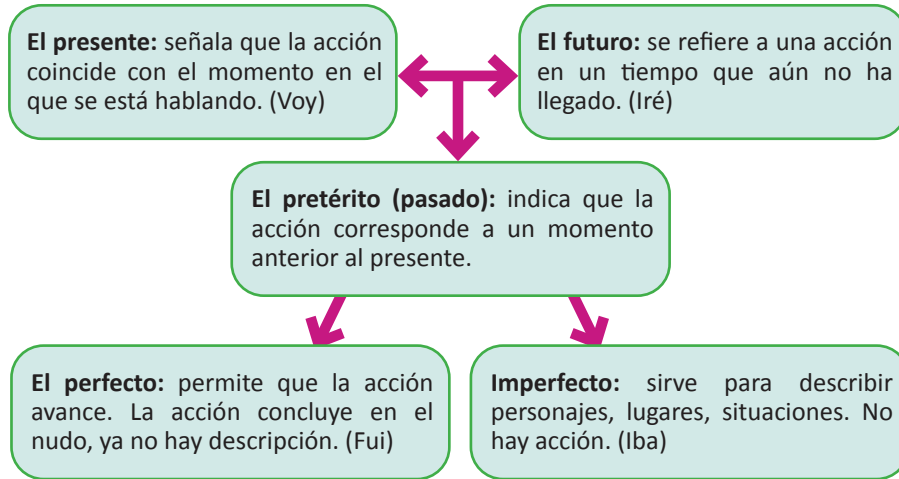 El presente: señala que la acción
coincide con el momento en el
que se está hablando. (Voy)
El futuro: se refiere a una acción
en un tiempo que aún no ha
llegado. (Iré)
El pretérito (pasado): indica que la
acción corresponde a un momento
anterior al presente.
El perfecto: permite que la acción
avance. La acción concluye en el
nudo, ya no hay descripción. (Fui)
Imperfecto: sirve para describir
personajes, lugares, situaciones. No
hay acción. (Iba)